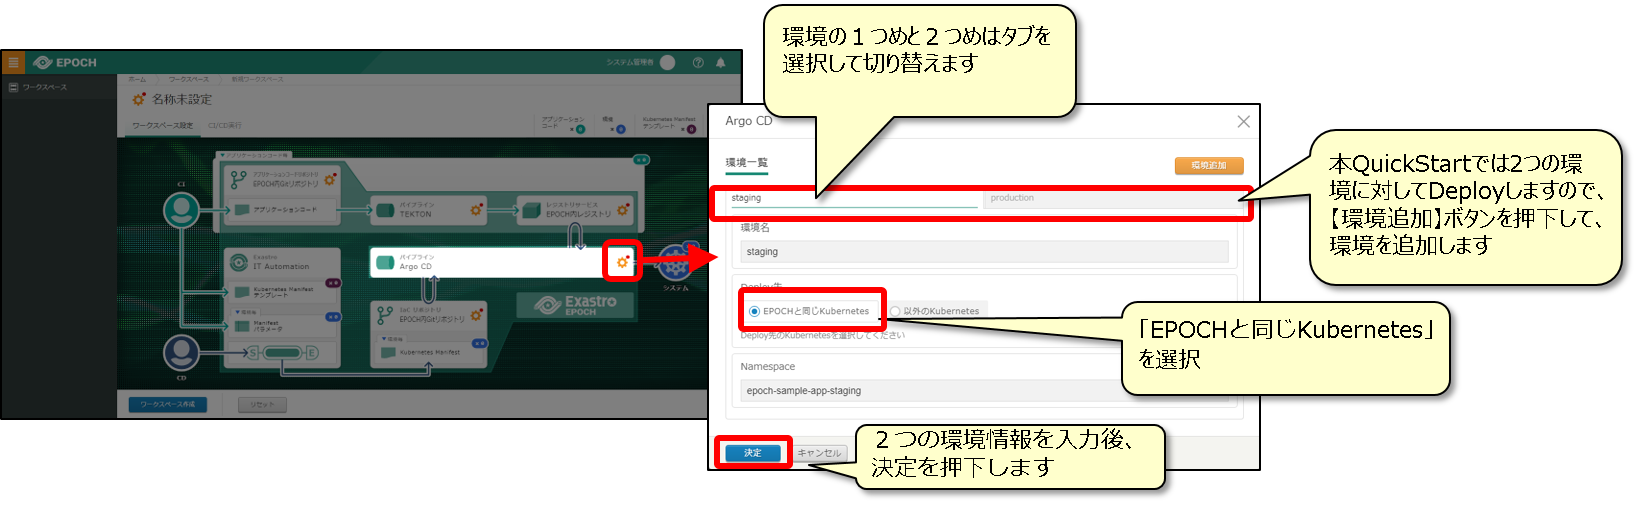 環境の１つめと２つめはタブを
選択して切り替えます
EPOCH
システム管理者
ワークスペース
ホーム
ワークスペース
新規ワークスペース
名称未設定
ワークスペース設定
CI/CD実行
アプリケーション
コード
環境
Kubernetes Manifest
テンプレート
CI
アプリケーションコード毎
アプリケーションコードリポジトリ
EPOCH内Gitリポジトリ
アプリケーションコード
パイプライン
TEKTON
レジストリサービス
EPOCH内レジストリ
Exastro
IT Automation
Kubernetes Manifest
テンプレート
環境毎
Manifest
パラメータ
S
E
CD
パイプライン
Argo CD
システム
IaC リポジトリ
EPOCH内Gitリポジトリ
環境毎
Kubernetes Manifest
Exastro
EPOCH
ワークスペース作成
リセット
Argo CD
環境一覧
環境追加
staging
production
環境名
staging
Deploy先
EPOCHと同じKubernetes
以外のKubernetes
Deploy先のKubernetesを選択してください
Namespace
epoch-sample-app-staging
決定
キャンセル
本QuickStartでは2つの環
境に対してDeployしますので、
【環境追加】ボタンを押下して、
環境を追加します
「EPOCHと同じKubernetes」
を選択
２つの環境情報を入力後、
決定を押下します